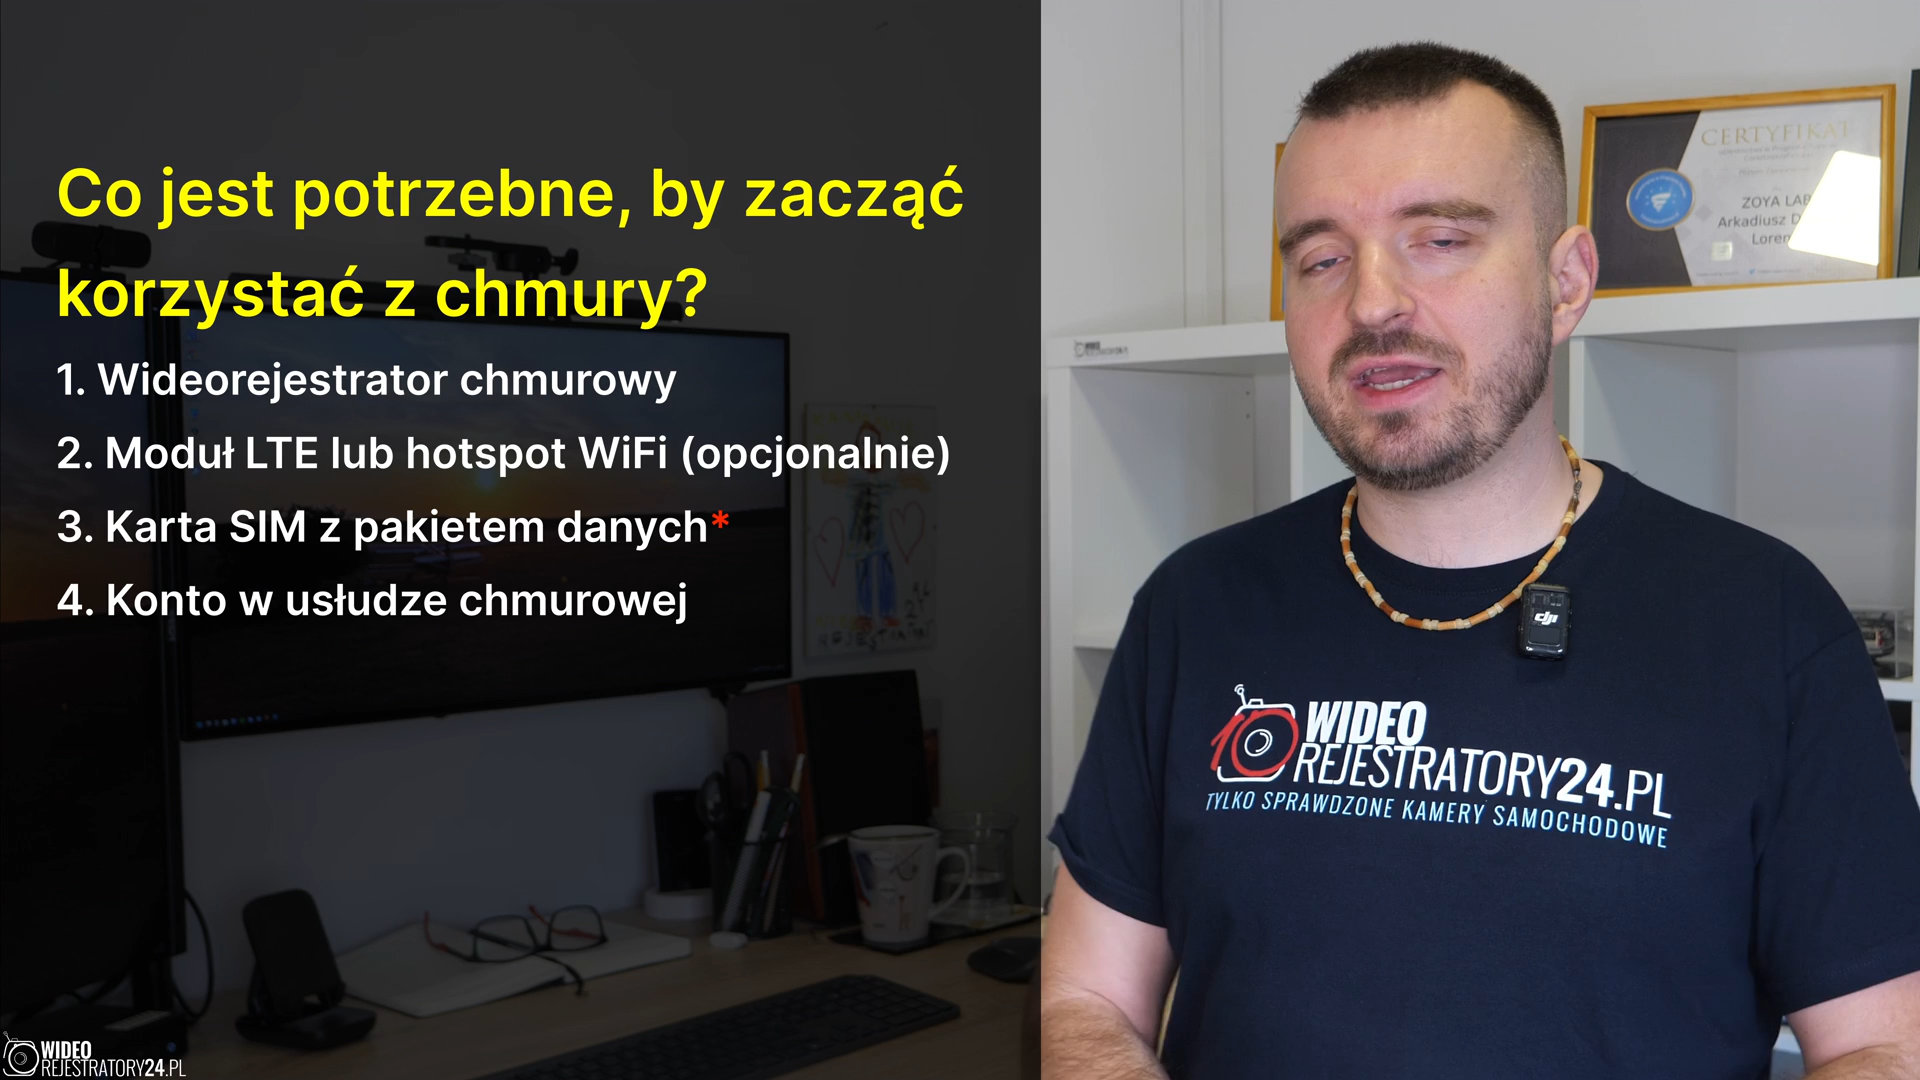 Co jest potrzebne, by zacząć
korzystać z chmury?
1. Wideorejestrator chmurowy
2. Moduł LTE lub hotspot WiFi (opcjonalnie)
3. Karta SIM z pakietem danych*
4. Konto w usłudze chmurowej
CERTYFIKAT
ZOYA LAB
Arkadiusz
dji
WIDEO
REJESTRATORY24.PL
TYLKO SPRAWDZONE KAMERY SAMOCHODOWE
WIDEO
REJESTRATORY24.PL